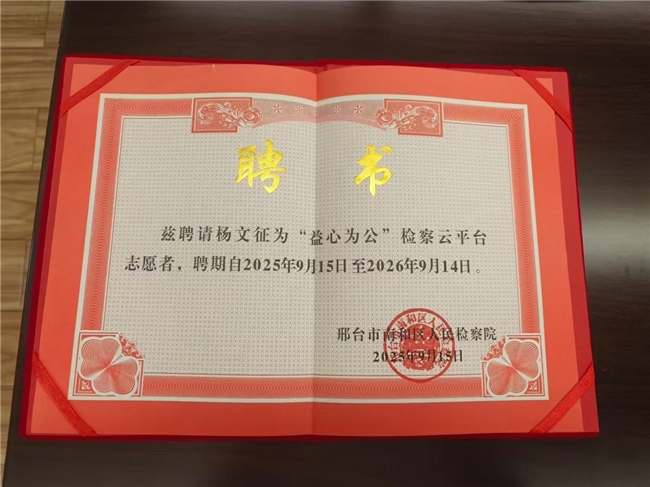 聘书
兹聘请杨文征为“益心为公”检察云平台
志愿者，聘期自2025年9月15日至2026年9月14日。
邢台市南和区人民检察院
2025年9月15日